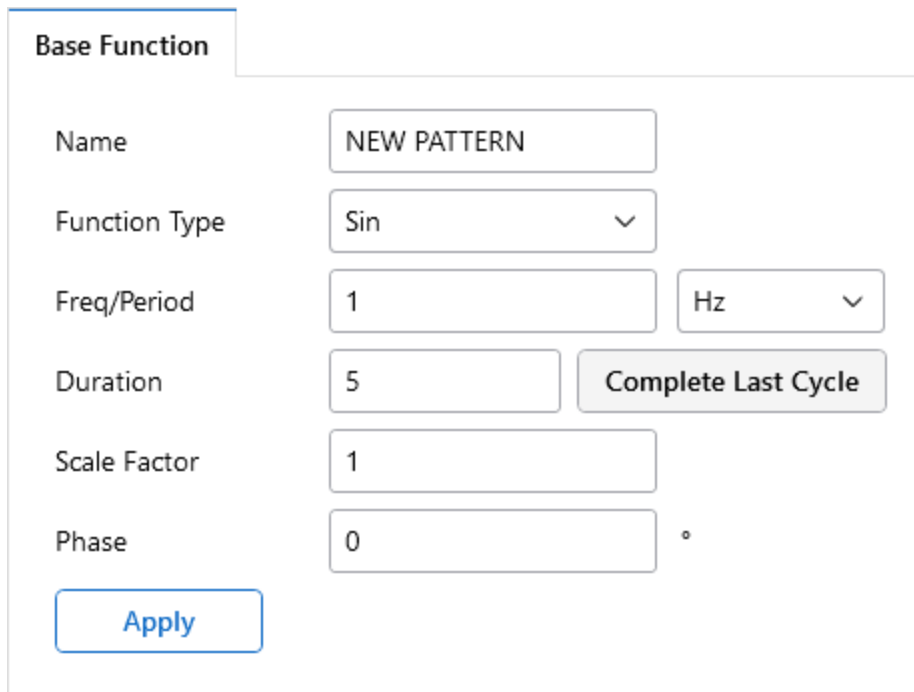 Base Function
Name NEW PATTERN
Function Type Sin
Freq/Period 1 Hz
Duration 5 Complete Last Cycle
Scale Factor 1
Phase 0 °
Apply